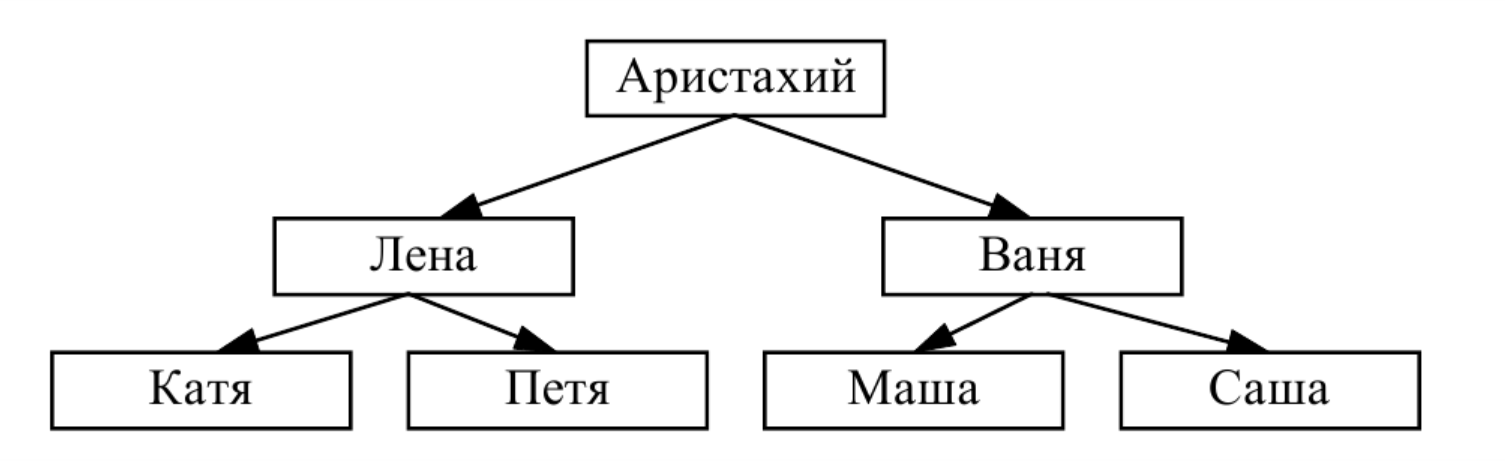 Аристахий
Лена
Ваня
Катя
Петя
Маша
Саша